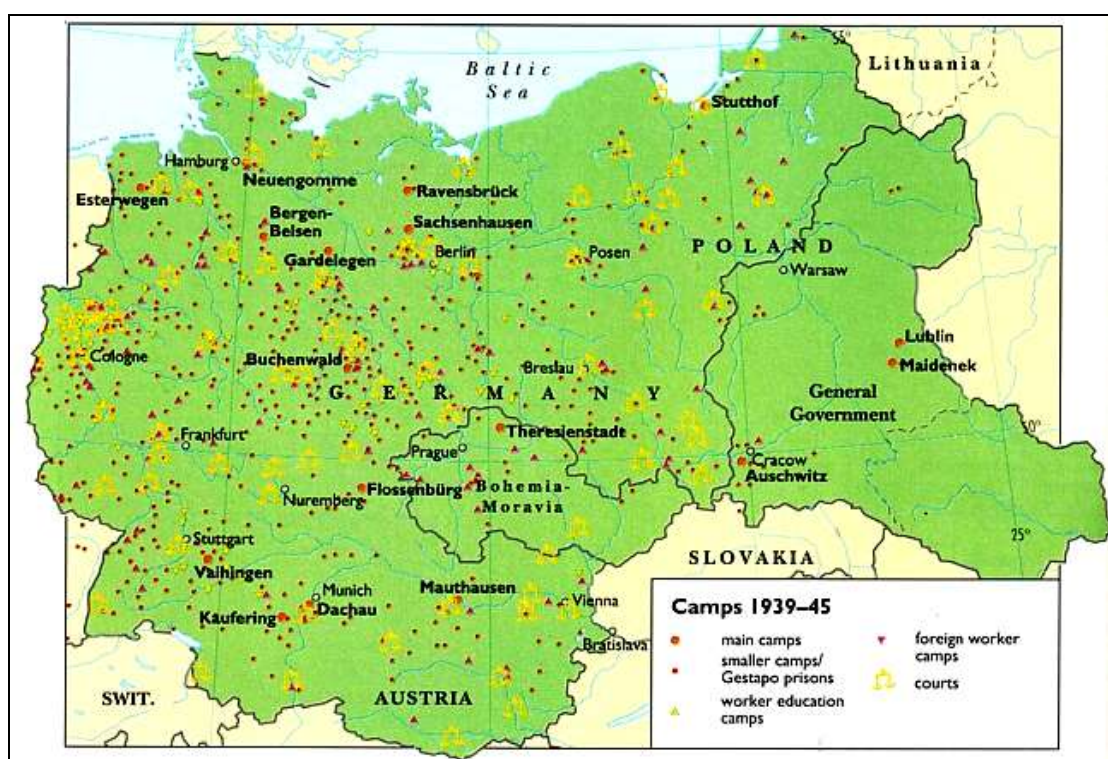 55°
Baltic
Sea
Lithuania
Stutthof
Hamburg
Neuengomme
Esterwegen
Ravensbrück
Bergen-
Belsen
Sachsenhausen
Gardelegen
Berlin
Posen
POLAND
Warsaw
Cologne
Buchenwald
Breslau
Lublin
Maidenek
GERMANY
General
Government
50°
Frankfurt
Prague
Theresienstadt
Cracow
Auschwitz
Nuremberg
Flossenbürg
Bohemia-
Moravia
25°
Stuttgart
Vaihingen
SLOVAKIA
Munich
Mauthausen
Kaufering
Dachau
Vienna
Bratislava
SWIT.
AUSTRIA
Camps 1939–45
main camps
smaller camps/
Gestapo prisons
worker education
camps
foreign worker
camps
courts